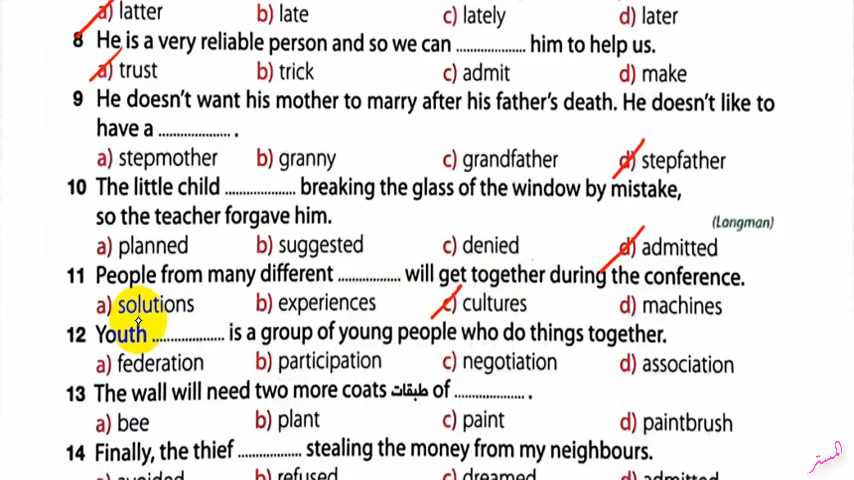 a) latter b) late c) lately d) later
8 He is a very reliable person and so we can .................... him to help us.
a) trust b) trick c) admit d) make
9 He doesn't want his mother to marry after his father's death. He doesn't like to
have a .................... .
a) stepmother b) granny c) grandfather d) stepfather
10 The little child .................... breaking the glass of the window by mistake,
so the teacher forgave him.
(Longman)
a) planned b) suggested c) denied d) admitted
11 People from many different .................. will get together during the conference.
a) solutions b) experiences c) cultures d) machines
12 Youth .................... is a group of young people who do things together.
a) federation b) participation c) negotiation d) association
13 The wall will need two more coats طبقات of .................... .
a) bee b) plant c) paint d) paintbrush
14 Finally, the thief .................. stealing the money from my neighbours.
a) avoided b) refused c) dreamed d) admitted
المستر